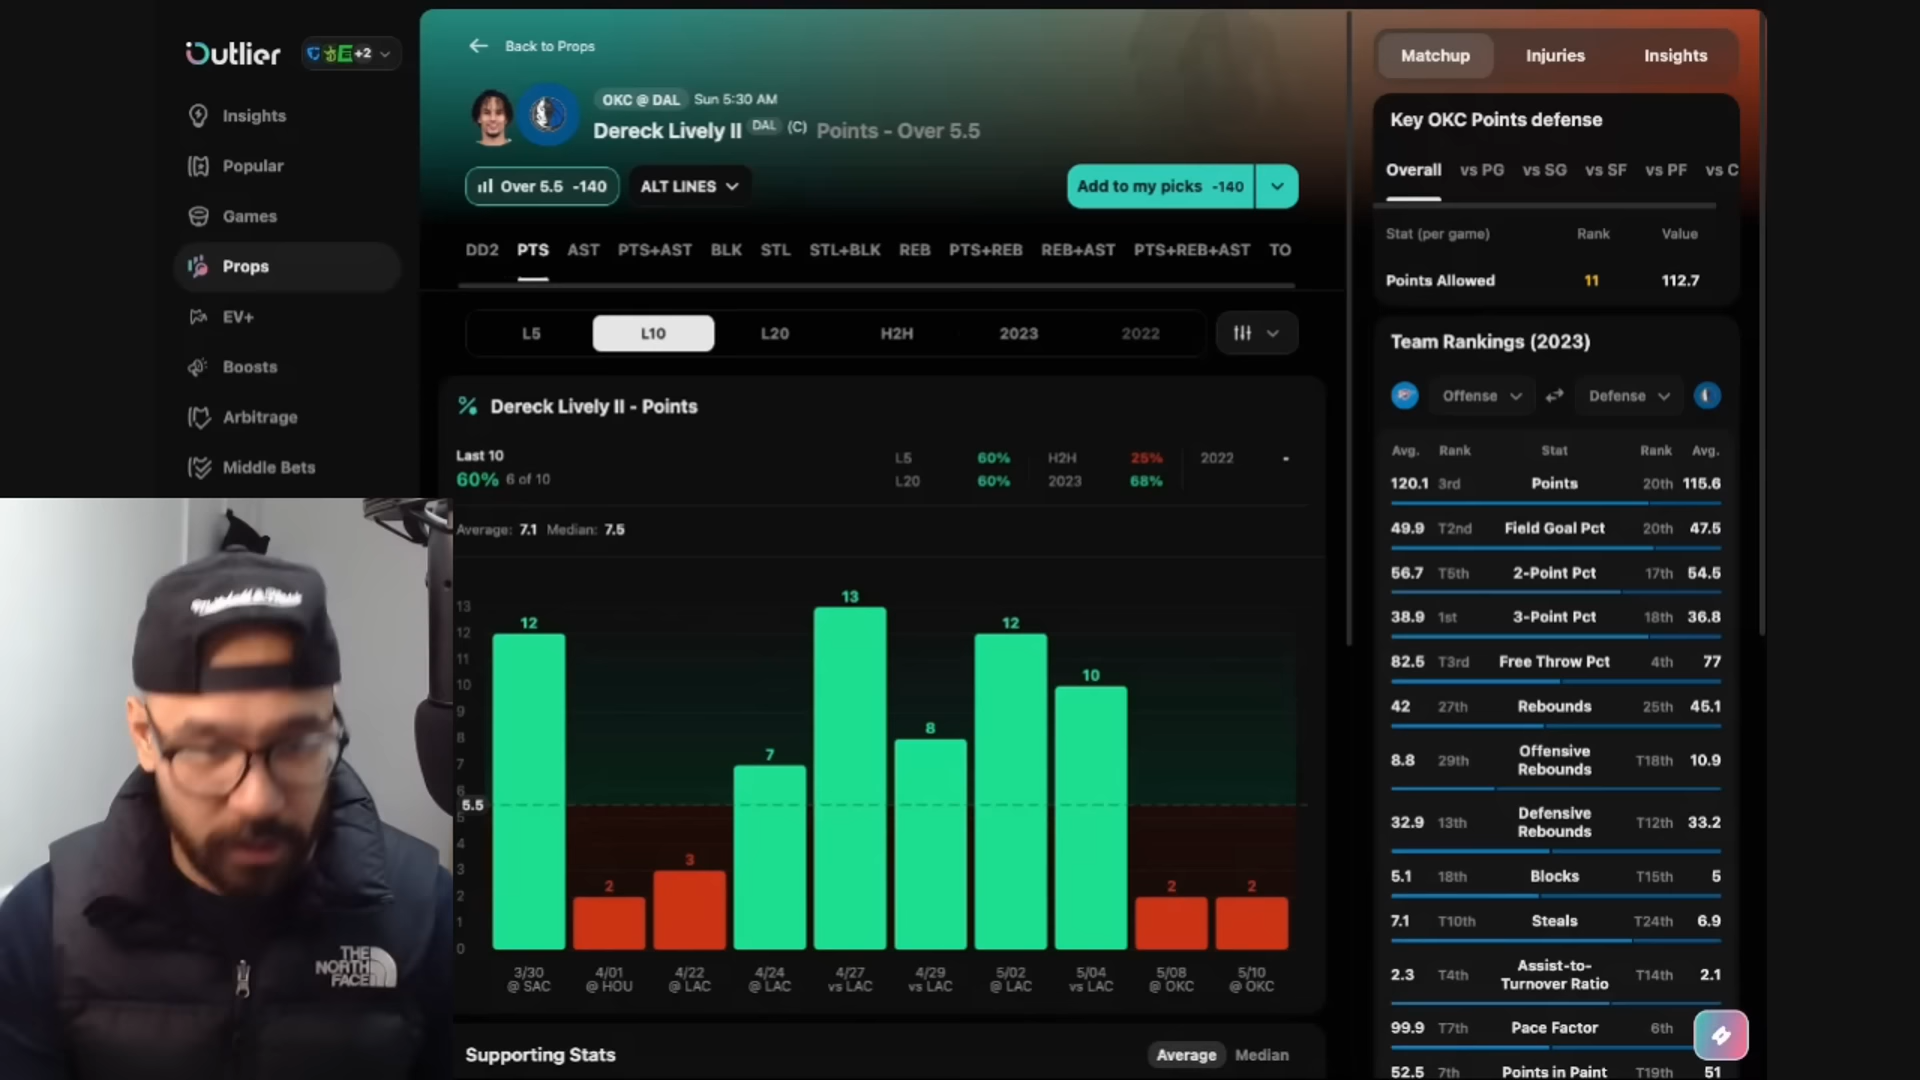 Outlier
+2
Insights
Popular
Games
Props
EV+
Boosts
Arbitrage
Middle Bets
Back to Props
OKC @ DAL Sun 5:30 AM
Dereck Lively II DAL (C) Points - Over 5.5
Over 5.5 -140
ALT LINES
Add to my picks -140
DD2 PTS AST PTS+AST BLK STL STL+BLK REB PTS+REB REB+AST PTS+REB+AST TO
L5 L10 L20 H2H 2023 2022
Dereck Lively II - Points
Last 10
60% 6 of 10
L5 60% H2H 25% 2022 -
L20 60% 2023 68%
Average: 7.1 Median: 7.5
13
12
11
10
9
8
7
6
5.5
5
4
3
2
1
0
12
2
3
7
13
8
12
10
2
2
3/30 4/01 4/22 4/24 4/27 4/29 5/02 5/04 5/08 5/10
@ SAC @ HOU @ LAC @ LAC vs LAC vs LAC @ LAC vs LAC @ OKC @ OKC
Supporting Stats
Average Median
Matchup Injuries Insights
Key OKC Points defense
Overall vs PG vs SG vs SF vs PF vs C
Stat (per game) Rank Value
Points Allowed 11 112.7
Team Rankings (2023)
Offense Defense
Avg. Rank Stat Rank Avg.
120.1 3rd Points 20th 115.6
49.9 T2nd Field Goal Pct 20th 47.5
56.7 T5th 2-Point Pct 17th 54.5
38.9 1st 3-Point Pct 18th 36.8
82.5 T3rd Free Throw Pct 4th 77
42 27th Rebounds 25th 45.1
8.8 29th Offensive Rebounds T18th 10.9
32.9 13th Defensive Rebounds T12th 33.2
5.1 18th Blocks T15th 5
7.1 T10th Steals T24th 6.9
2.3 T4th Assist-to-Turnover Ratio T14th 2.1
99.9 T7th Pace Factor 6th
52.5 7th Points in Paint T19th 51
THE
NORTH
FACE